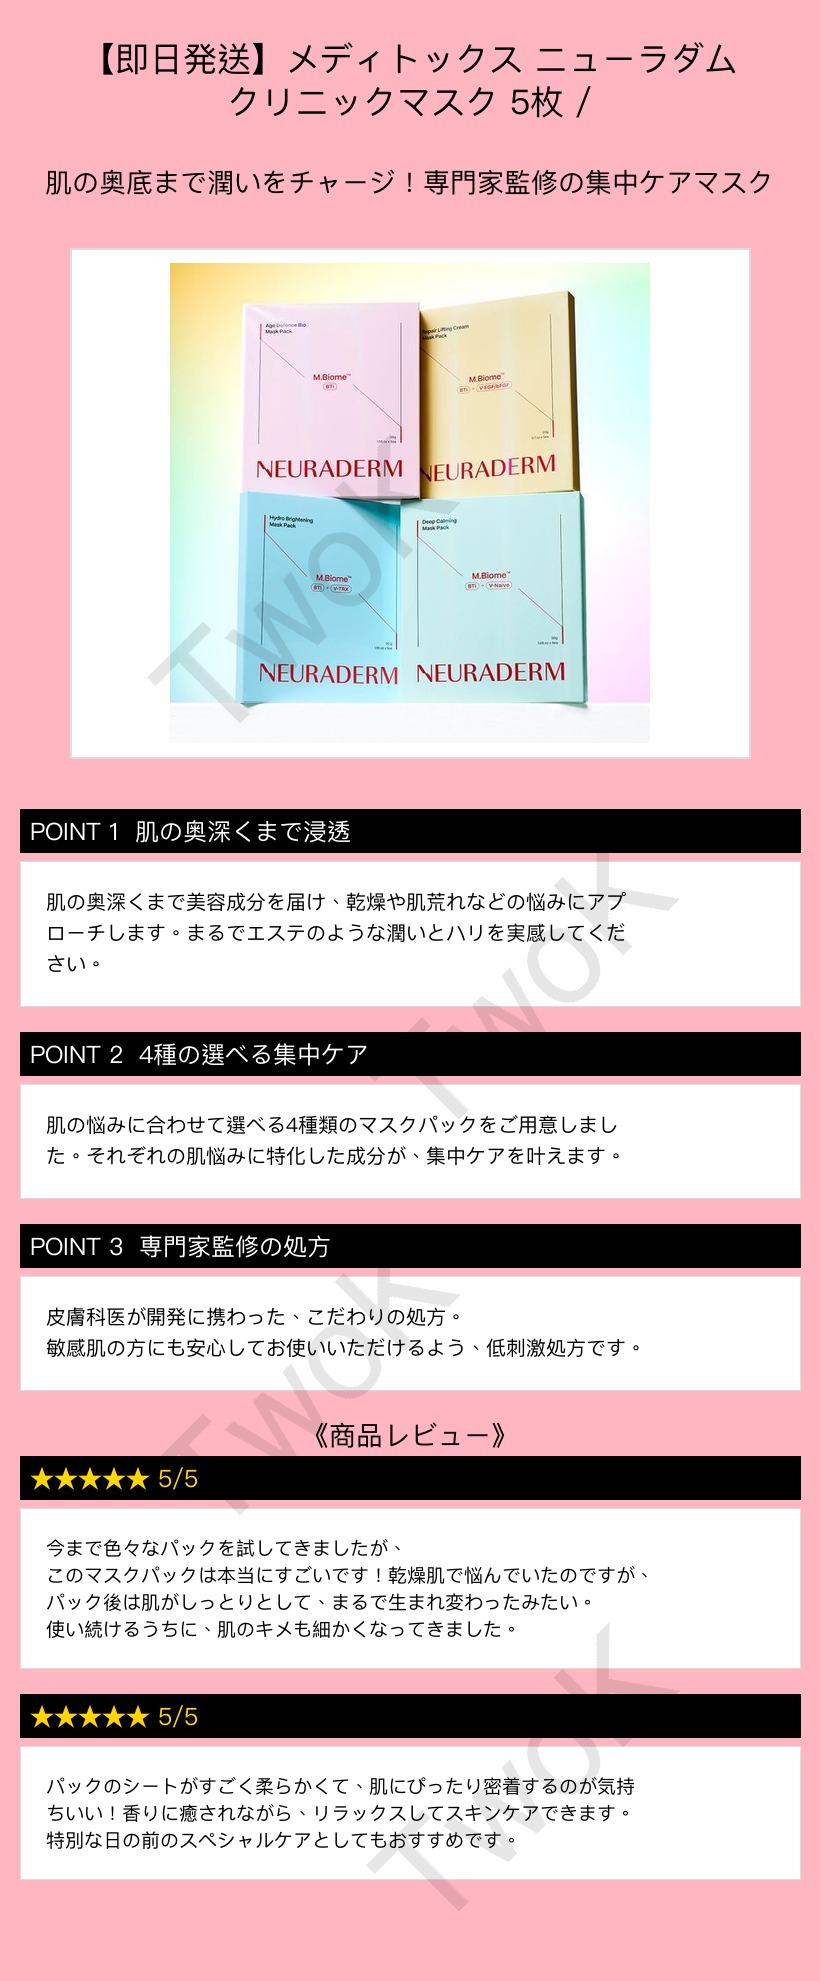 【即日発送】メディトックス ニューラダム
クリニックマスク 5枚 /
肌の奥底まで潤いをチャージ！専門家監修の集中ケアマスク
Age Defence Bio
Mask Pack
M.Biome™
BTi
NEURADERM
Repair Lifting Cream
Mask Pack
M.Biome™
BTi + V-EGF/bFGF
NEURADERM
Hydro Brightening
Mask Pack
M.Biome™
BTi + V-TRX
NEURADERM
Deep Calming
Mask Pack
M.Biome™
BTi + V-Naive
NEURADERM
TwoK
POINT 1 肌の奥深くまで浸透
肌の奥深くまで美容成分を届け、乾燥や肌荒れなどの悩みにアプ
ローチします。まるでエステのような潤いとハリを実感してくだ
さい。
TwoK
POINT 2 4種の選べる集中ケア
肌の悩みに合わせて選べる4種類のマスクパックをご用意しまし
た。それぞれの肌悩みに特化した成分が、集中ケアを叶えます。
POINT 3 専門家監修の処方
皮膚科医が開発に携わった、こだわりの処方。
敏感肌の方にも安心してお使いいただけるよう、低刺激処方です。
TwoK
《商品レビュー》
★★★★★ 5/5
今まで色々なパックを試してきましたが、
このマスクパックは本当にすごいです！乾燥肌で悩んでいたのですが、
パック後は肌がしっとりとして、まるで生まれ変わったみたい。
使い続けるうちに、肌のキメも細かくなってきました。
★★★★★ 5/5
パックのシートがすごく柔らかくて、肌にぴったり密着するのが気持
ちいい！香りに癒されながら、リラックスしてスキンケアできます。
特別な日の前のスペシャルケアとしてもおすすめです。
TwoK